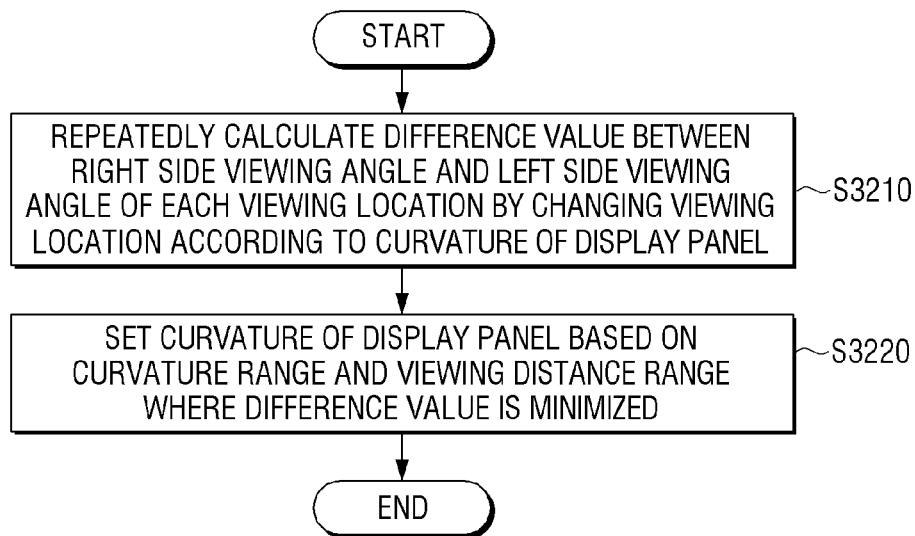 START
REPEATEDLY CALCULATE DIFFERENCE VALUE BETWEEN
RIGHT SIDE VIEWING ANGLE AND LEFT SIDE VIEWING
ANGLE OF EACH VIEWING LOCATION BY CHANGING VIEWING
LOCATION ACCORDING TO CURVATURE OF DISPLAY PANEL
S3210
SET CURVATURE OF DISPLAY PANEL BASED ON
CURVATURE RANGE AND VIEWING DISTANCE RANGE
WHERE DIFFERENCE VALUE IS MINIMIZED
S3220
END